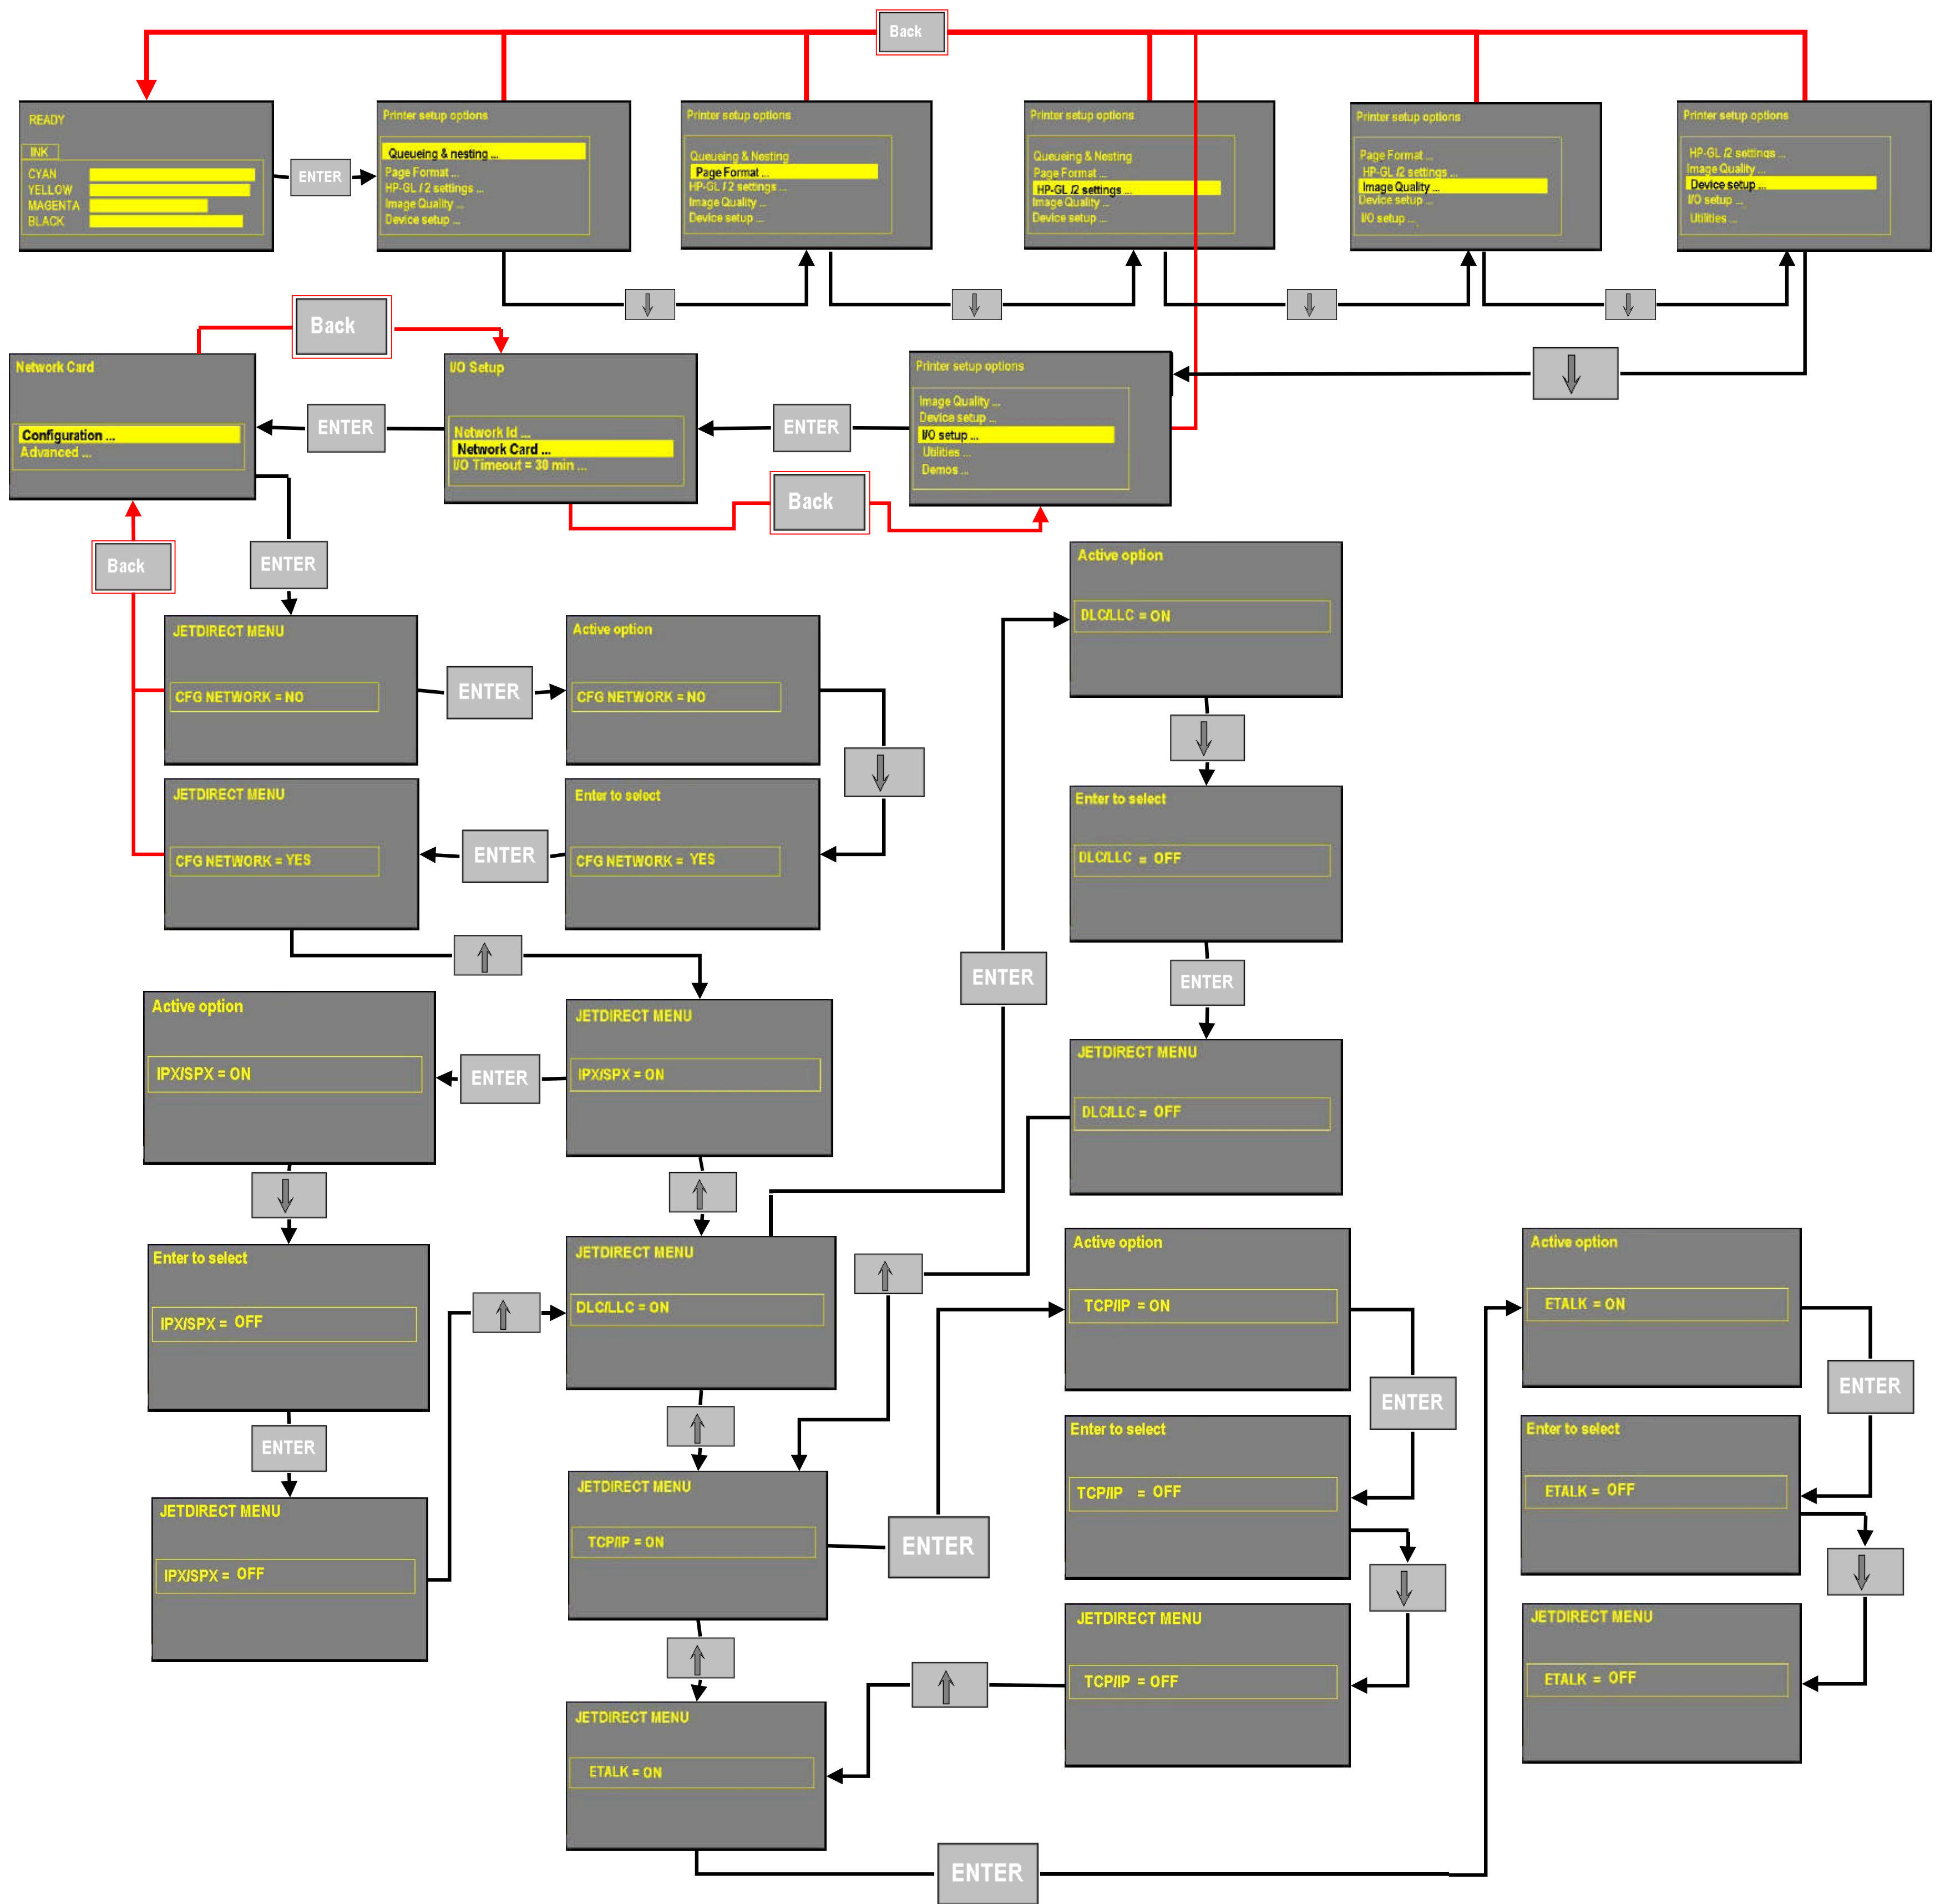 Back
READY
INK
CYAN
YELLOW
MAGENTA
BLACK
ENTER
Printer setup options
Queueing & nesting ...
Page Format ...
HP-GL / 2 settings ...
Image Quality ...
Device setup ...
Printer setup options
Queueing & Nesting
Page Format ...
HP-GL / 2 settings ...
Image Quality ...
Device setup ...
Printer setup options
Queueing & Nesting
Page Format ...
HP-GL /2 settings ...
Image Quality ...
Device setup ...
Printer setup options
Page Format ...
HP-GL /2 settings ...
Image Quality ...
Device setup ...
I/O setup ...
Printer setup options
HP-GL /2 settings ...
Image Quality ...
Device setup ...
I/O setup ...
Utilities ...
Back
Network Card
Configuration ...
Advanced ...
ENTER
I/O Setup
Network Id ...
Network Card ...
I/O Timeout = 30 min ...
ENTER
Printer setup options
Image Quality ...
Device setup ...
I/O setup ...
Utilities ...
Demos ...
Back
Back
ENTER
Active option
DLC/LLC = ON
JETDIRECT MENU
CFG NETWORK = NO
ENTER
Active option
CFG NETWORK = NO
JETDIRECT MENU
CFG NETWORK = YES
ENTER
Enter to select
CFG NETWORK = YES
Enter to select
DLC/LLC = OFF
ENTER
ENTER
Active option
IPX/SPX = ON
ENTER
JETDIRECT MENU
IPX/SPX = ON
JETDIRECT MENU
DLC/LLC = OFF
Enter to select
IPX/SPX = OFF
JETDIRECT MENU
DLC/LLC = ON
Active option
TCP/IP = ON
Active option
ETALK = ON
ENTER
ENTER
ENTER
Enter to select
TCP/IP = OFF
Enter to select
ETALK = OFF
JETDIRECT MENU
IPX/SPX = OFF
JETDIRECT MENU
TCP/IP = ON
ENTER
JETDIRECT MENU
TCP/IP = OFF
JETDIRECT MENU
ETALK = OFF
JETDIRECT MENU
ETALK = ON
ENTER